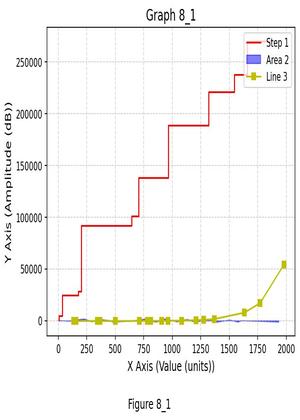 Graph 8_1
Step 1
Area 2
Line 3
250000
200000
150000
100000
50000
0
Y Axis (Amplitude (dB))
0 250 500 750 1000 1250 1500 1750 2000
X Axis (Value (units))
Figure 8_1